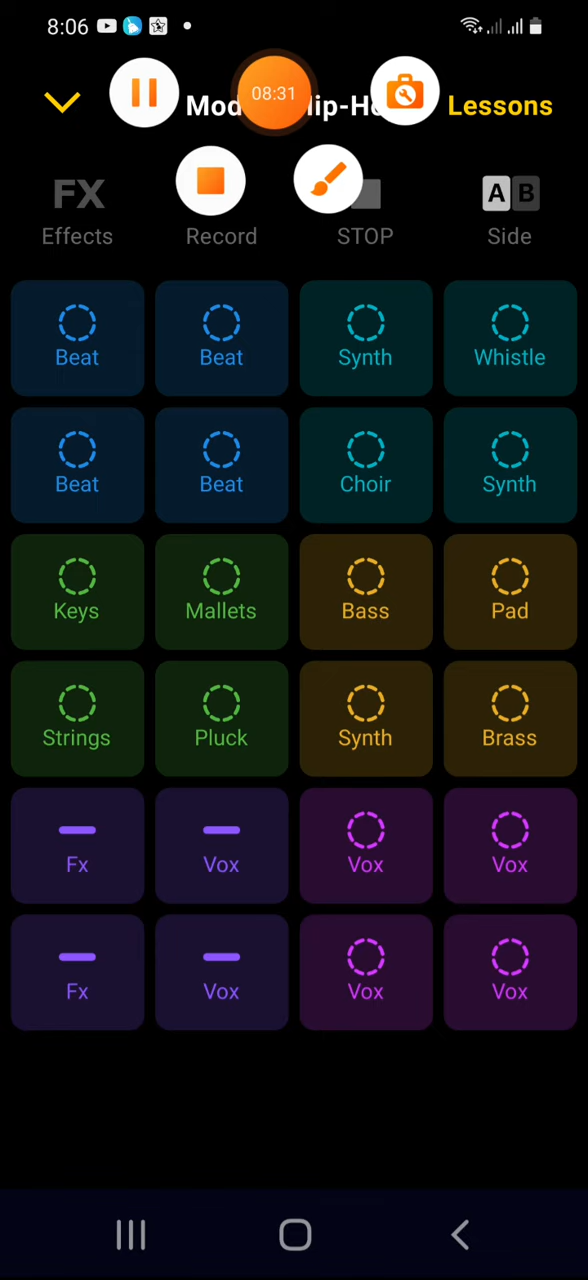 8:06
08:31
Lessons
FX
A B
Effects
Record
STOP
Side
Beat
Beat
Synth
Whistle
Beat
Beat
Choir
Synth
Keys
Mallets
Bass
Pad
Strings
Pluck
Synth
Brass
Fx
Vox
Vox
Vox
Fx
Vox
Vox
Vox